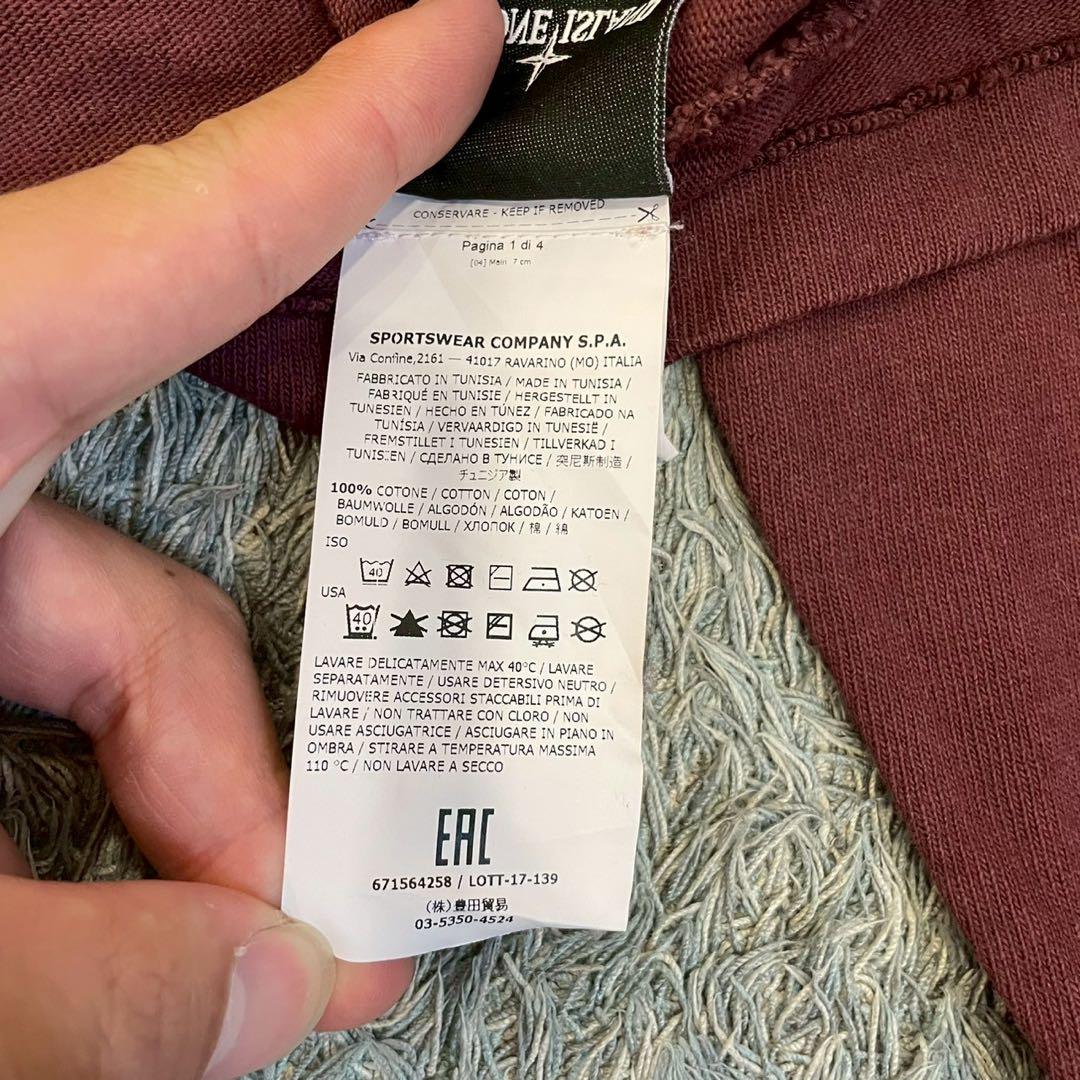 ONE ISLAND
CONSERVARE - KEEP IF REMOVED
Pagina 1 di 4
[04] Main 7 cm
SPORTSWEAR COMPANY S.P.A.
Via Confine,2161 — 41017 RAVARINO (MO) ITALIA
FABBRICATO IN TUNISIA / MADE IN TUNISIA /
FABRIQUÉ EN TUNISIE / HERGESTELLT IN
TUNESIEN / HECHO EN TÚNEZ / FABRICADO NA
TUNÍSIA / VERVAARDIGD IN TUNESIË /
FREMSTILLET I TUNESIEN / TILLVERKAD I
TUNISIEN / СДЕЛАНО В ТУНИСЕ / 突尼斯制造 /
チュニジア製
100% COTONE / COTTON / COTON /
BAUMWOLLE / ALGODÓN / ALGODÃO / KATOEN /
BOMULD / BOMULL / ХЛОПОК / 棉 / 綿
ISO
40
USA
40
LAVARE DELICATAMENTE MAX 40°C / LAVARE
SEPARATAMENTE / USARE DETERSIVO NEUTRO /
RIMUOVERE ACCESSORI STACCABILI PRIMA DI
LAVARE / NON TRATTARE CON CLORO / NON
USARE ASCIUGATRICE / ASCIUGARE IN PIANO IN
OMBRA / STIRARE A TEMPERATURA MASSIMA
110 °C / NON LAVARE A SECCO
EAC
671564258 / LOTT-17-139
(株)豊田貿易
03-5350-4524